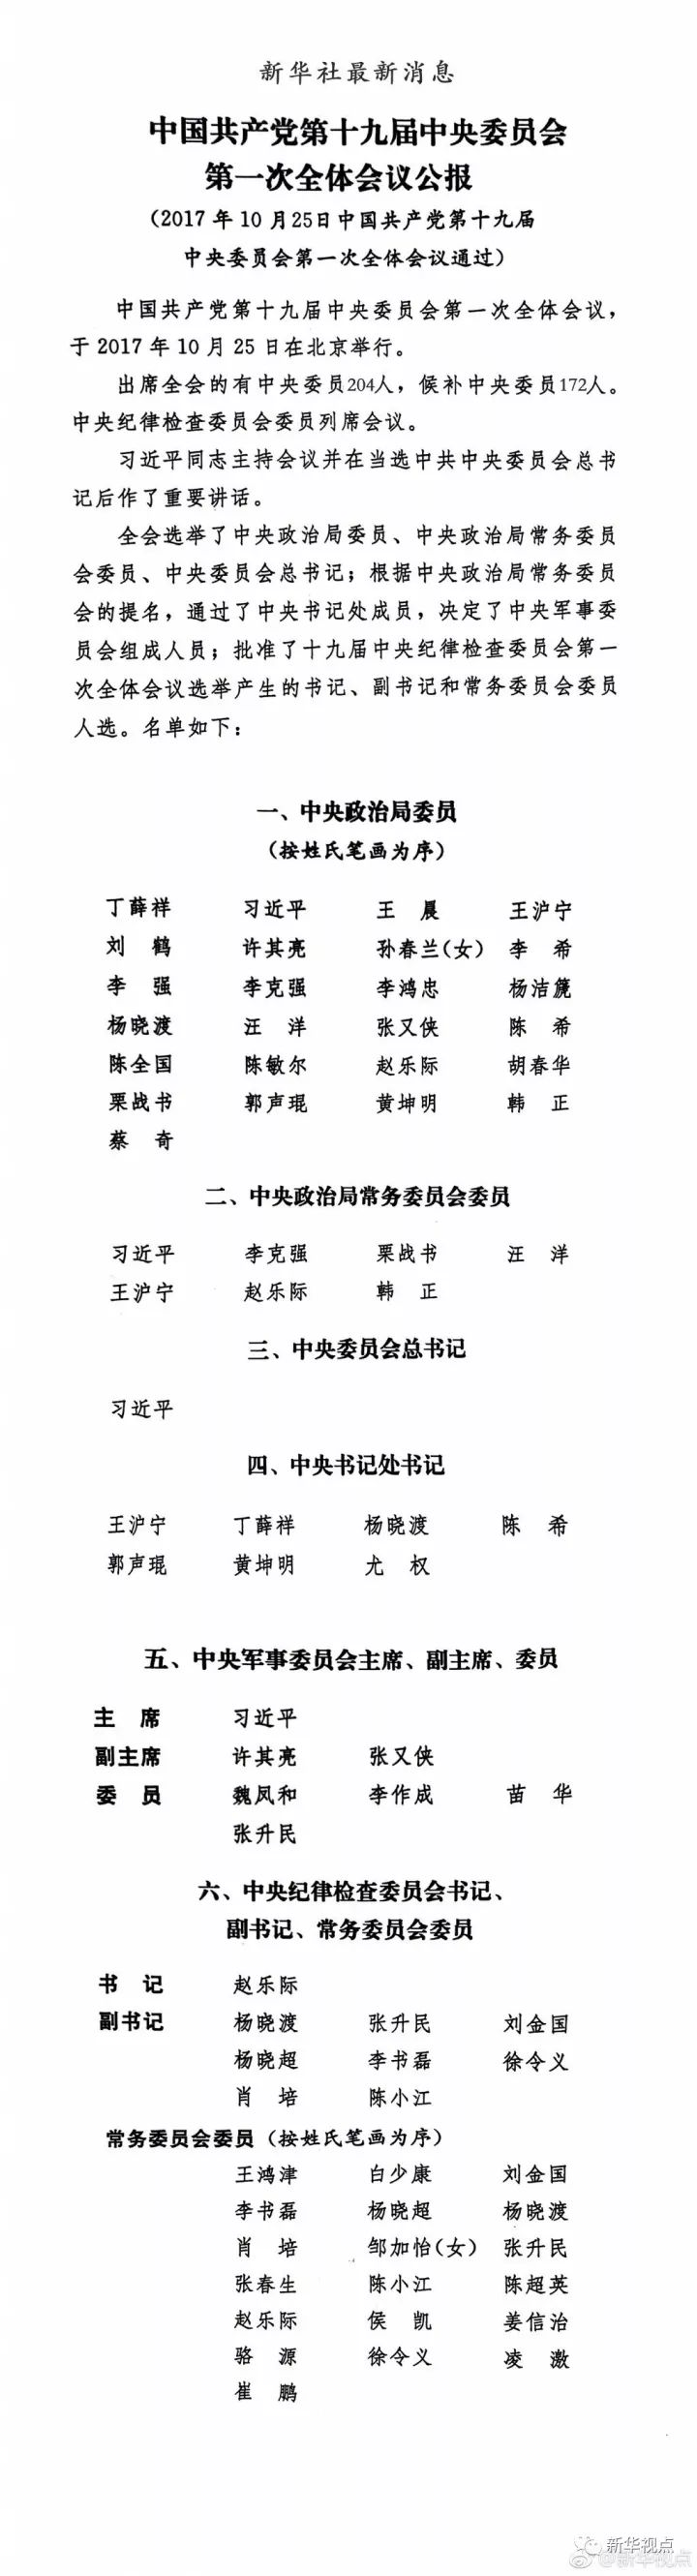 新华社最新消息
中国共产党第十九届中央委员会
第一次全体会议公报
（2017 年 10 月25日中国共产党第十九届
中央委员会第一次全体会议通过）
中国共产党第十九届中央委员会第一次全体会议，
于 2017 年 10 月 25 日在北京举行。
出席全会的有中央委员204人，候补中央委员172人。
中央纪律检查委员会委员列席会议。
习近平同志主持会议并在当选中共中央委员会总书
记后作了重要讲话。
全会选举了中央政治局委员、中央政治局常务委员
会委员、中央委员会总书记；根据中央政治局常务委员
会的提名，通过了中央书记处成员，决定了中央军事委
员会组成人员；批准了十九届中央纪律检查委员会第一
次全体会议选举产生的书记、副书记和常务委员会委员
人选。名单如下：
一、中央政治局委员
（按姓氏笔画为序）
丁薛祥 习近平 王 晨 王沪宁
刘 鹤 许其亮 孙春兰（女） 李 希
李 强 李克强 李鸿忠 杨洁篪
杨晓渡 汪 洋 张又侠 陈 希
陈全国 陈敏尔 赵乐际 胡春华
栗战书 郭声琨 黄坤明 韩 正
蔡 奇
二、中央政治局常务委员会委员
习近平 李克强 栗战书 汪 洋
王沪宁 赵乐际 韩 正
三、中央委员会总书记
习近平
四、中央书记处书记
王沪宁 丁薛祥 杨晓渡 陈 希
郭声琨 黄坤明 尤 权
五、中央军事委员会主席、副主席、委员
主 席 习近平
副主席 许其亮 张又侠
委 员 魏凤和 李作成 苗 华
张升民
六、中央纪律检查委员会书记、
副书记、常务委员会委员
书 记 赵乐际
副书记 杨晓渡 张升民 刘金国
杨晓超 李书磊 徐令义
肖 培 陈小江
常务委员会委员（按姓氏笔画为序）
王鸿津 白少康 刘金国
李书磊 杨晓超 杨晓渡
肖 培 邹加怡（女） 张升民
张春生 陈小江 陈超英
赵乐际 侯 凯 姜信治
骆 源 徐令义 凌 激
崔 鹏
新华视点
@新华视点